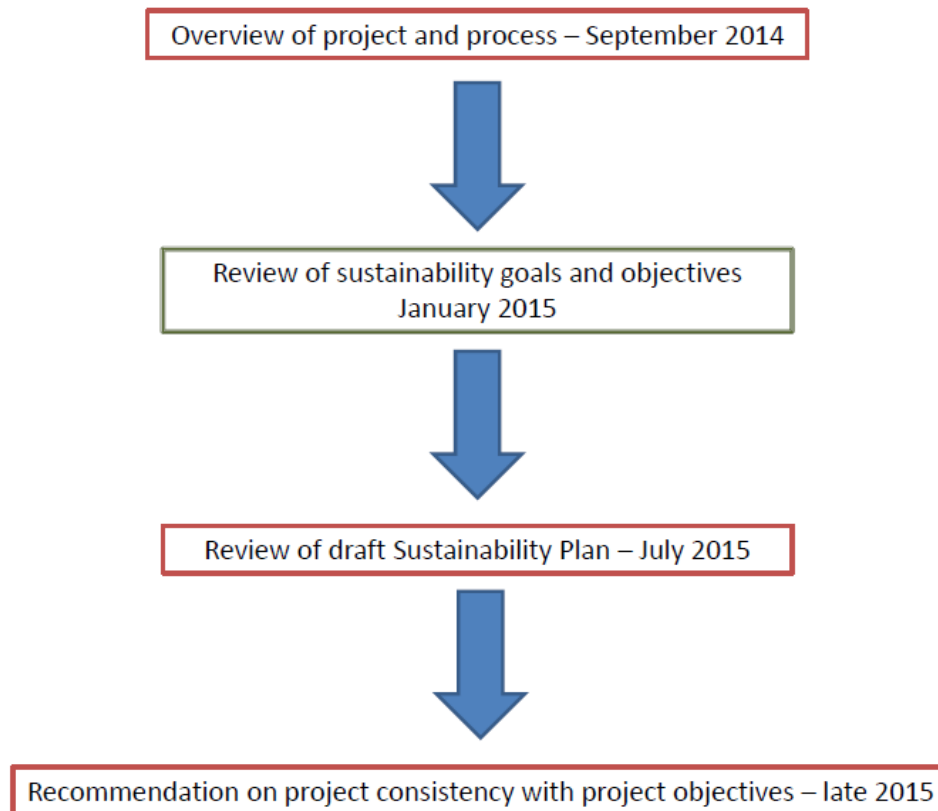 Overview of project and process – September 2014
Review of sustainability goals and objectives
January 2015
Review of draft Sustainability Plan – July 2015
Recommendation on project consistency with project objectives – late 2015